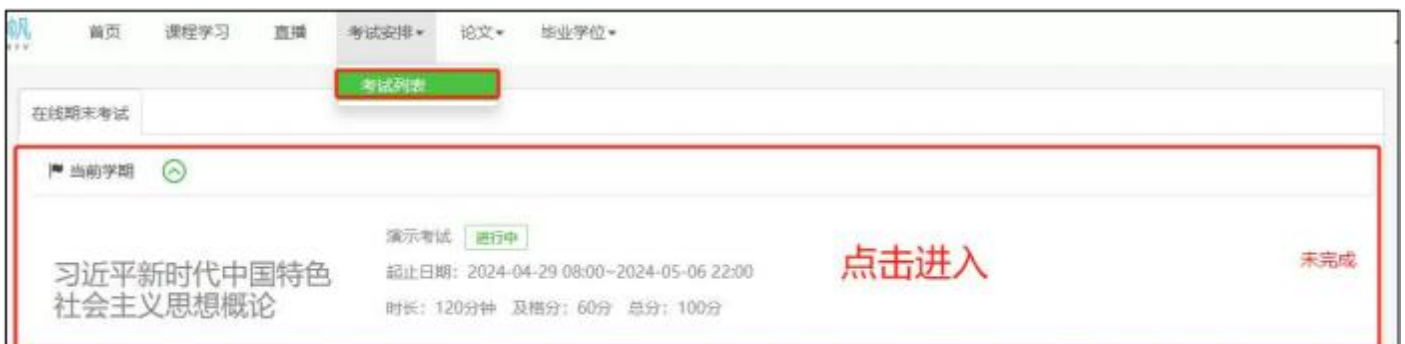 帆
首页 课程学习 直播 考试安排 论文 毕业学位
考试列表
在线期末考试
当前学期
演示考试 进行中
习近平新时代中国特色
社会主义思想概论
起止日期：2024-04-29 08:00~2024-05-06 22:00
时长：120分钟 及格分：60分 总分：100分
点击进入
未完成